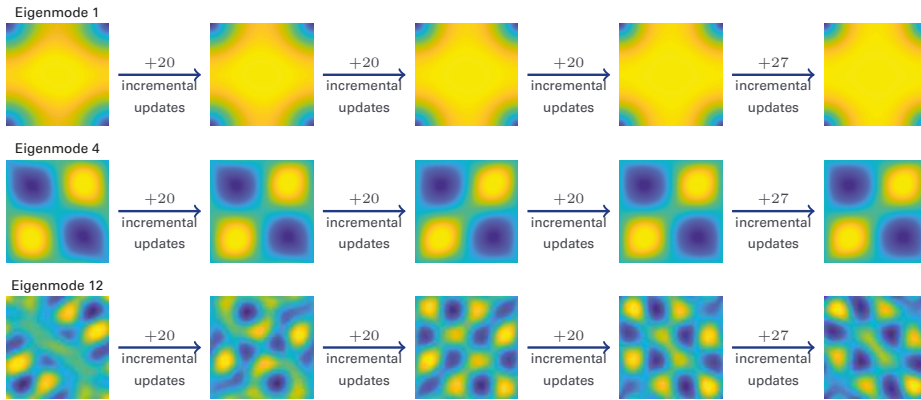 Eigenmode 1
+20 +20 +20 +27
incremental incremental incremental incremental
updates updates updates updates
Eigenmode 4
+20 +20 +20 +27
incremental incremental incremental incremental
updates updates updates updates
Eigenmode 12
+20 +20 +20 +27
incremental incremental incremental incremental
updates updates updates updates